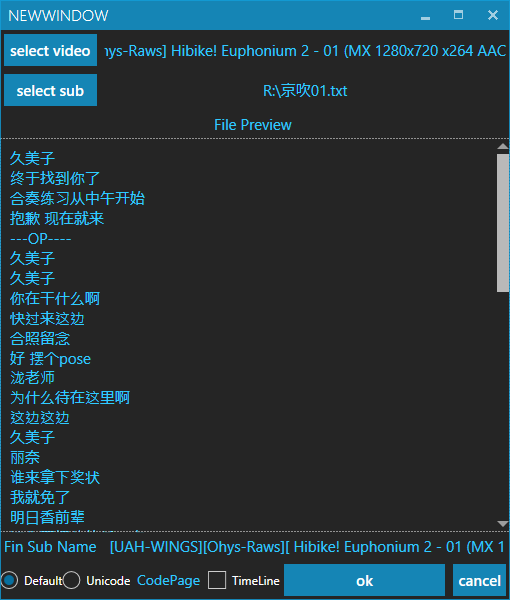 NEWWINDOW
select video
hys-Raws] Hibike! Euphonium 2 - 01 (MX 1280x720 x264 AAC
select sub
R:\京吹01.txt
File Preview
久美子
终于找到你了
合奏练习从中午开始
抱歉 现在就来
---OP----
久美子
久美子
你在干什么啊
快过来这边
合照留念
好 摆个pose
泷老师
为什么待在这里啊
这边这边
久美子
丽奈
谁来拿下奖状
我就免了
明日香前辈
Fin Sub Name [UAH-WINGS][Ohys-Raws][ Hibike! Euphonium 2 - 01 (MX 1
Default Unicode CodePage TimeLine ok cancel